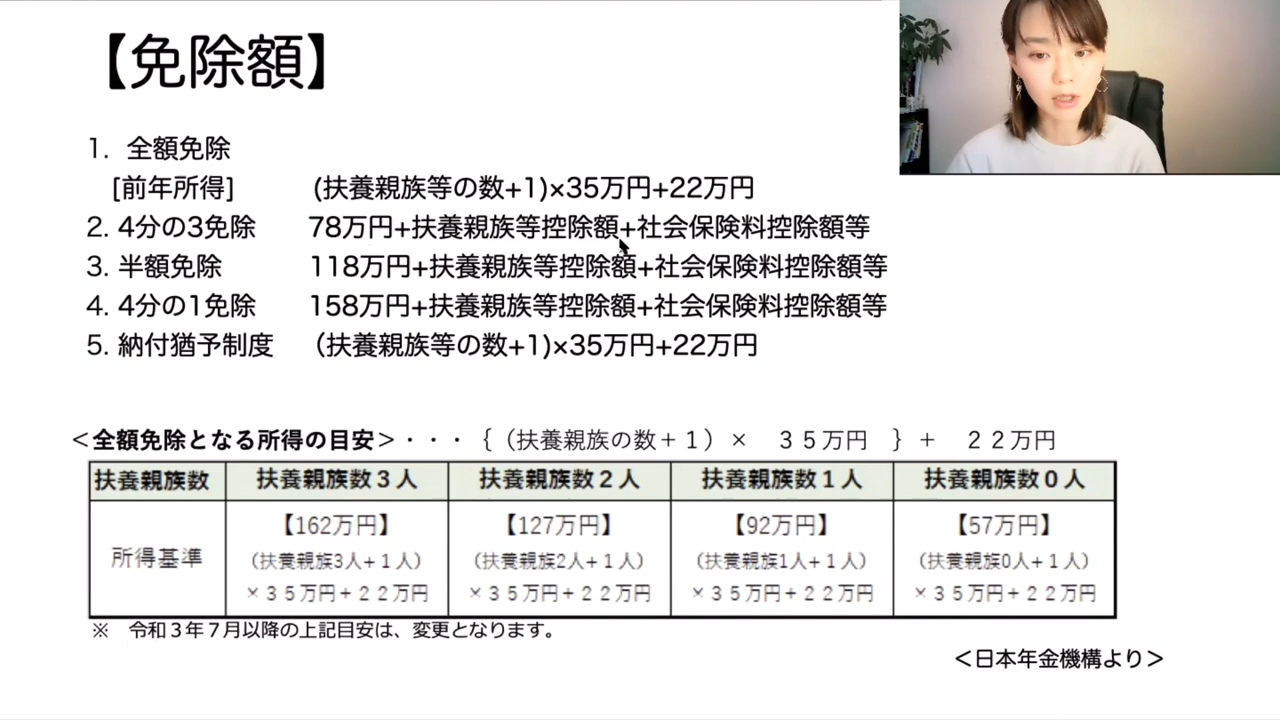 【免除額】
1. 全額免除
[前年所得] (扶養親族等の数+1)×35万円+22万円
2. 4分の3免除 78万円+扶養親族等控除額+社会保険料控除額等
3. 半額免除 118万円+扶養親族等控除額+社会保険料控除額等
4. 4分の1免除 158万円+扶養親族等控除額+社会保険料控除額等
5. 納付猶予制度 （扶養親族等の数+1)×35万円+22万円
＜全額免除となる所得の目安＞・・・｛（扶養親族の数＋１）× ３５万円 ｝＋ ２２万円
扶養親族数 扶養親族数３人 扶養親族数２人 扶養親族数１人 扶養親族数０人
所得基準 【162万円】 【127万円】 【92万円】 【57万円】
（扶養親族3人＋１人） （扶養親族2人＋１人） （扶養親族1人＋１人） （扶養親族0人＋１人）
×３５万円＋２２万円 ×３５万円＋２２万円 ×３５万円＋２２万円 ×３５万円＋２２万円
※ 令和３年７月以降の上記目安は、変更となります。
＜日本年金機構より＞